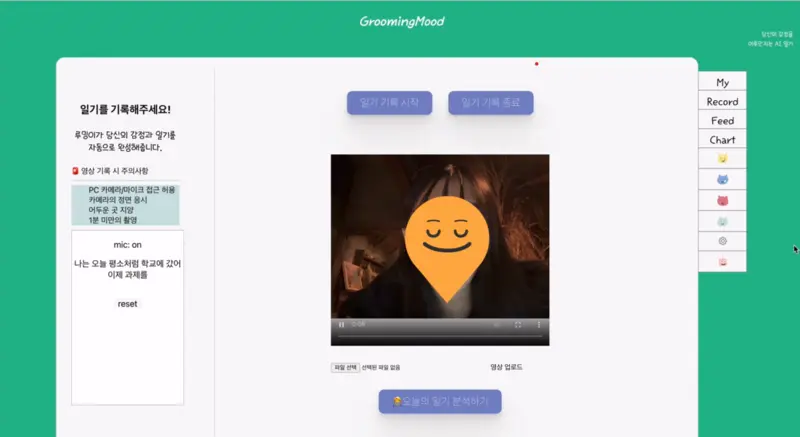 GroomingMood
당신의 감정을
어루만지는 AI 일기
일기를 기록해주세요!
루밍이가 당신의 감정과 일기를
자동으로 완성해줍니다.
🚨 영상 기록 시 주의사항
PC 카메라/마이크 접근 허용
카메라의 정면 응시
어두운 곳 지양
1분 미만의 촬영
mic: on
나는 오늘 평소처럼 학교에 갔어
이제 과제를
reset
일기 기록 시작
일기 기록 종료
0:08
파일 선택 선택된 파일 없음
영상 업로드
오늘의 일기 분석하기
My
Record
Feed
Chart